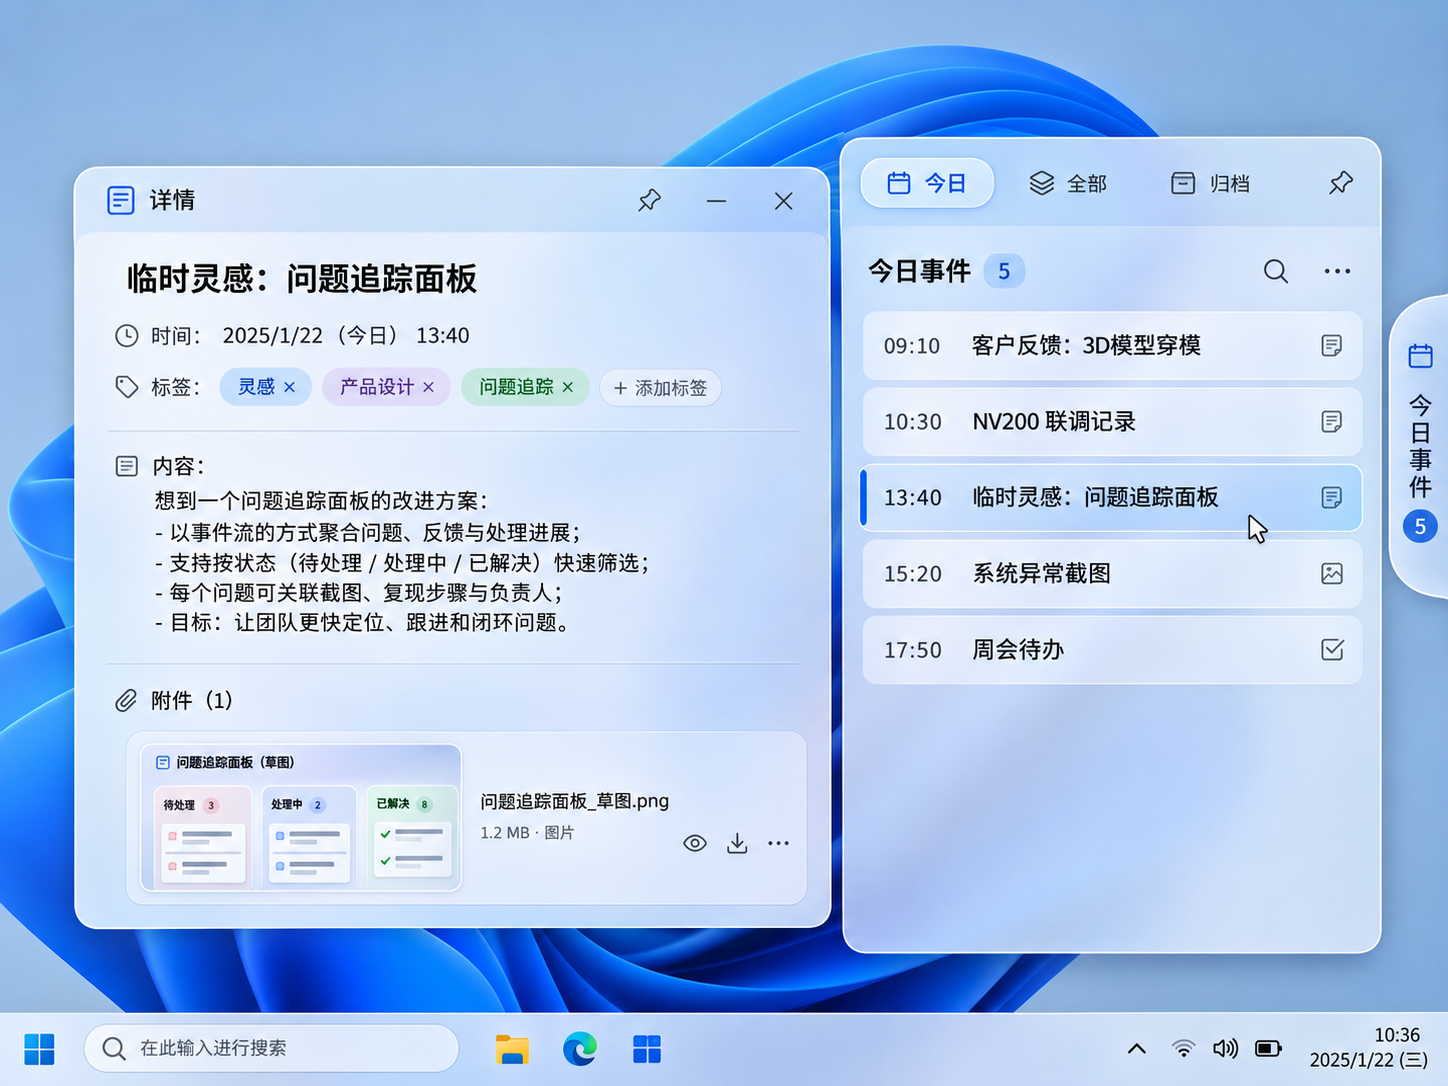 详情
临时灵感：问题追踪面板
时间： 2025/1/22（今日） 13:40
标签： 灵感 × 产品设计 × 问题追踪 × + 添加标签
内容：
想到一个问题追踪面板的改进方案：
- 以事件流的方式聚合问题、反馈与处理进展；
- 支持按状态（待处理 / 处理中 / 已解决）快速筛选；
- 每个问题可关联截图、复现步骤与负责人；
- 目标：让团队更快定位、跟进和闭环问题。
附件（1）
问题追踪面板（草图）
待处理 3 处理中 2 已解决 8
问题追踪面板_草图.png
1.2 MB · 图片
今日 全部 归档
今日事件 5
09:10 客户反馈：3D模型穿模
10:30 NV200 联调记录
13:40 临时灵感：问题追踪面板
15:20 系统异常截图
17:50 周会待办
今日事件
5
在此输入进行搜索
10:36
2025/1/22 (三)